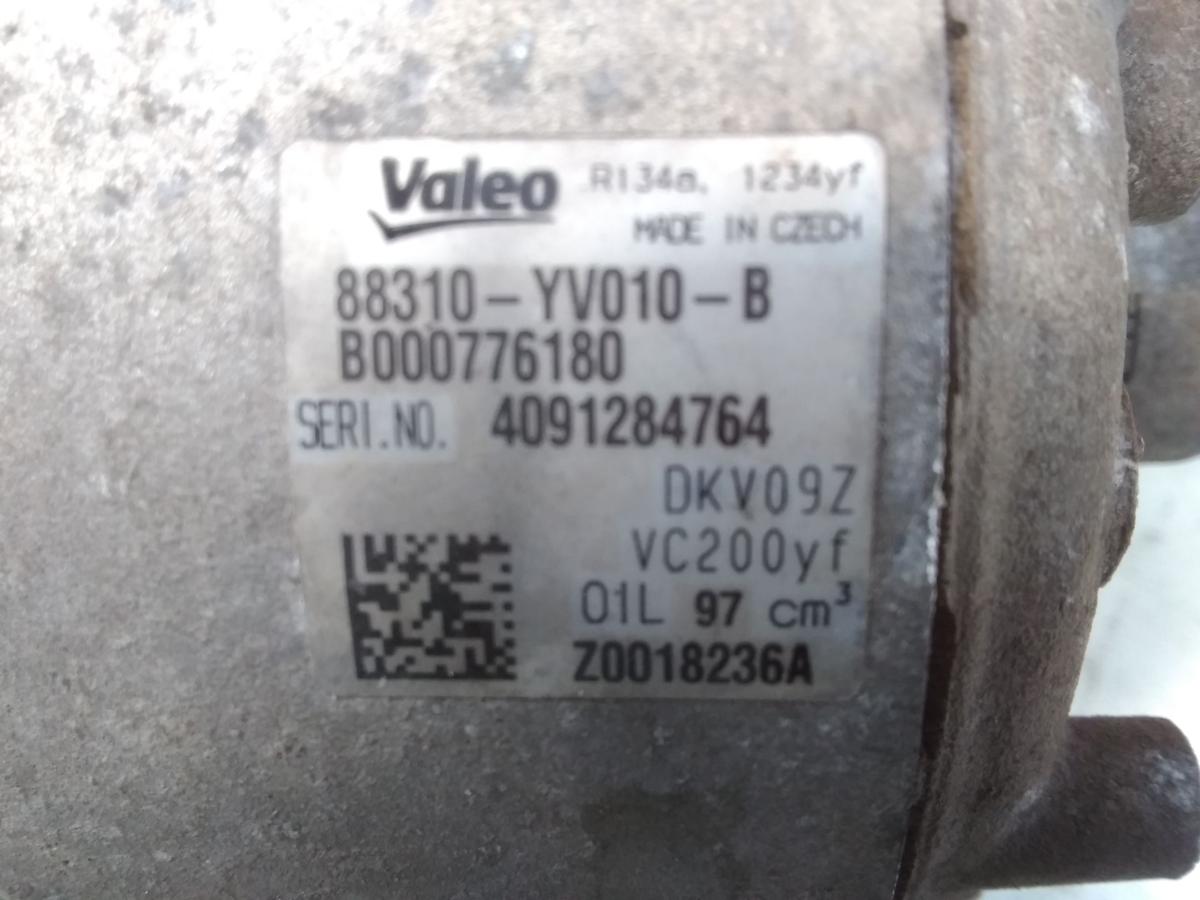 Valeo R134a, 1234yf
MADE IN CZECH
88310-YV010-B
B000776180
SERI.NO. 4091284764
DKV09Z
VC200yf
OIL 97 cm³
Z0018236A